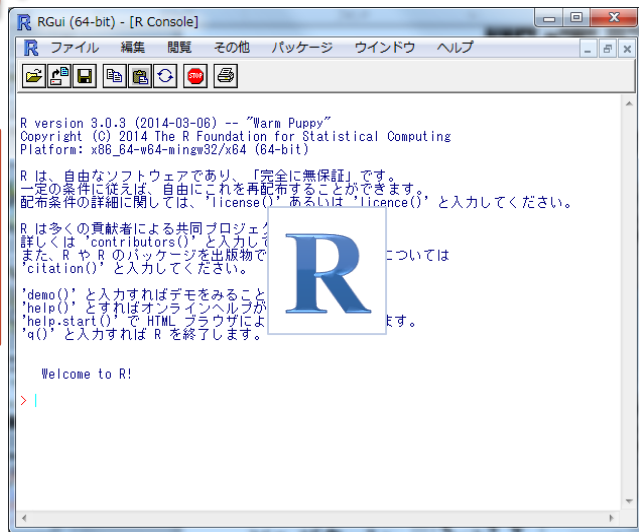 RGui (64-bit) - [R Console]
ファイル 編集 閲覧 その他 パッケージ ウインドウ ヘルプ
STOP
R version 3.0.3 (2014-03-06) -- "Warm Puppy"
Copyright (C) 2014 The R Foundation for Statistical Computing
Platform: x86_64-w64-mingw32/x64 (64-bit)
R は、自由なソフトウェアであり、「完全に無保証」です。
一定の条件に従えば、自由にこれを再配布することができます。
配布条件の詳細に関しては、'license()' あるいは 'licence()' と入力してください。
R は多くの貢献者による共同プロジェク
詳しくは 'contributors()' と入力して
また、R や R のパッケージを出版物で については
'citation()' と入力してください。
'demo()' と入力すればデモをみること
'help()' とすればオンラインヘルプが
'help.start()' で HTML ブラウザによ ます。
'q()' と入力すれば R を終了します。
R
Welcome to R!
>